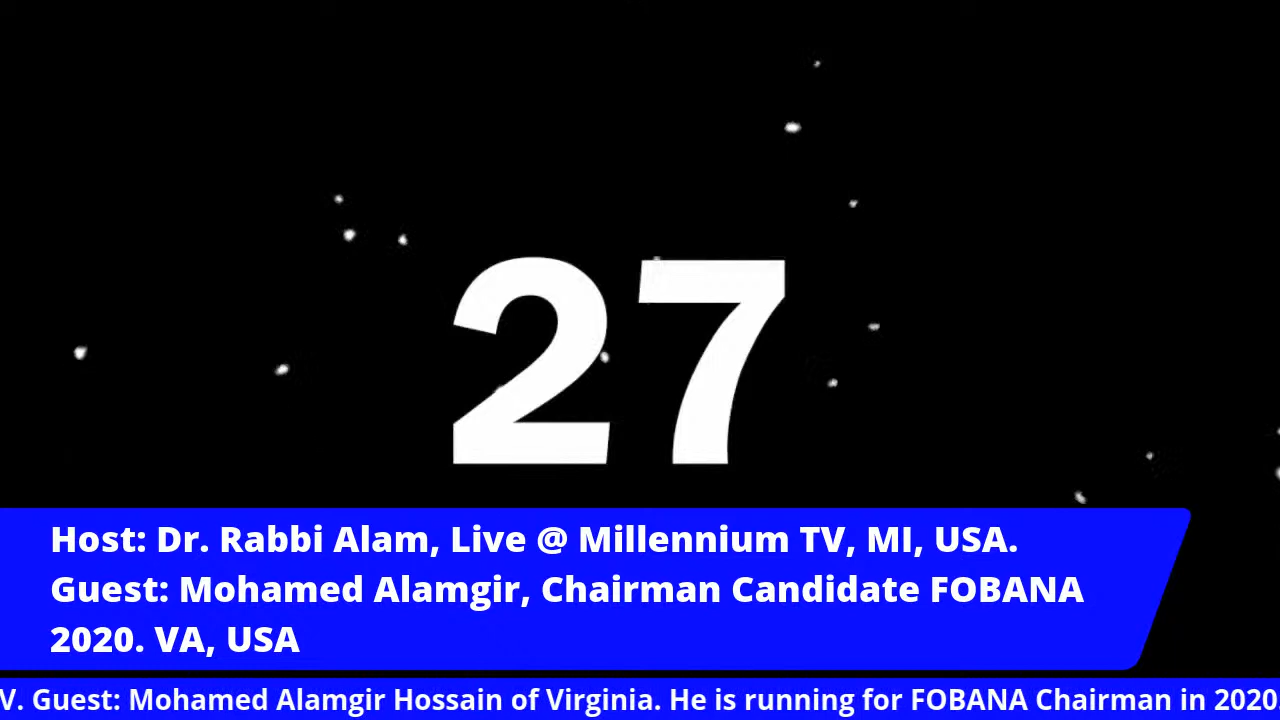 27
Host: Dr. Rabbi Alam, Live @ Millennium TV, MI, USA.
Guest: Mohamed Alamgir, Chairman Candidate FOBANA
2020. VA, USA
V. Guest: Mohamed Alamgir Hossain of Virginia. He is running for FOBANA Chairman in 2020